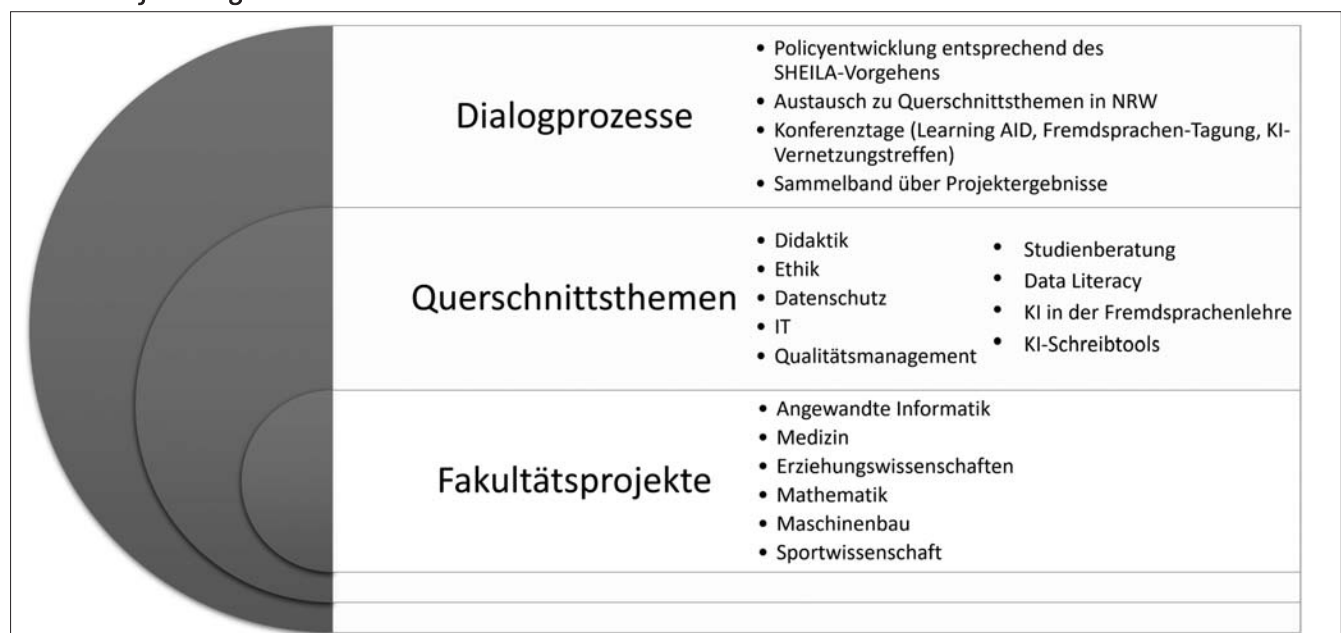 Dialogprozesse
• Policyentwicklung entsprechend des
SHEILA-Vorgehens
• Austausch zu Querschnittsthemen in NRW
• Konferenztage (Learning AID, Fremdsprachen-Tagung, KI-
Vernetzungstreffen)
• Sammelband über Projektergebnisse
Querschnittsthemen
• Didaktik
• Ethik
• Datenschutz
• IT
• Qualitätsmanagement
• Studienberatung
• Data Literacy
• KI in der Fremdsprachenlehre
• KI-Schreibtools
Fakultätsprojekte
• Angewandte Informatik
• Medizin
• Erziehungswissenschaften
• Mathematik
• Maschinenbau
• Sportwissenschaft